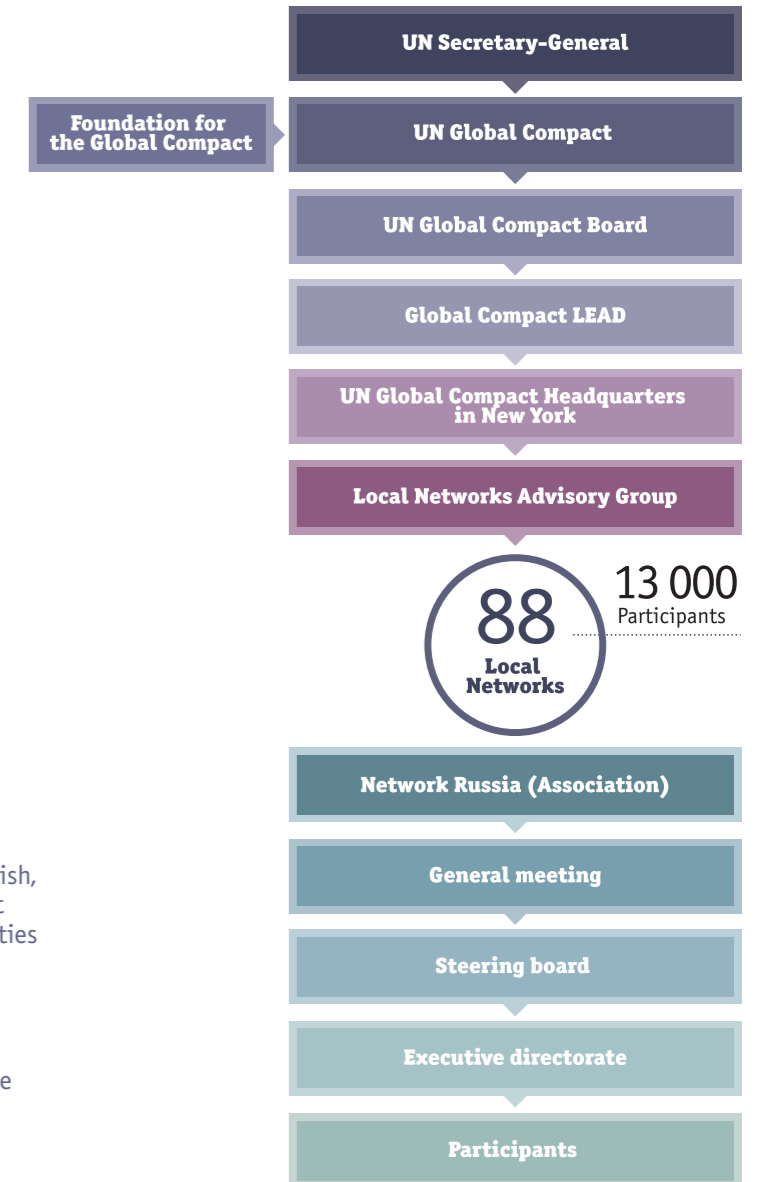 UN Secretary-General
Foundation for
the Global Compact
UN Global Compact
UN Global Compact Board
Global Compact LEAD
UN Global Compact Headquarters
in New York
Local Networks Advisory Group
88
Local
Networks
13 000
Participants
Network Russia (Association)
General meeting
Steering board
Executive directorate
Participants
ish,
ties